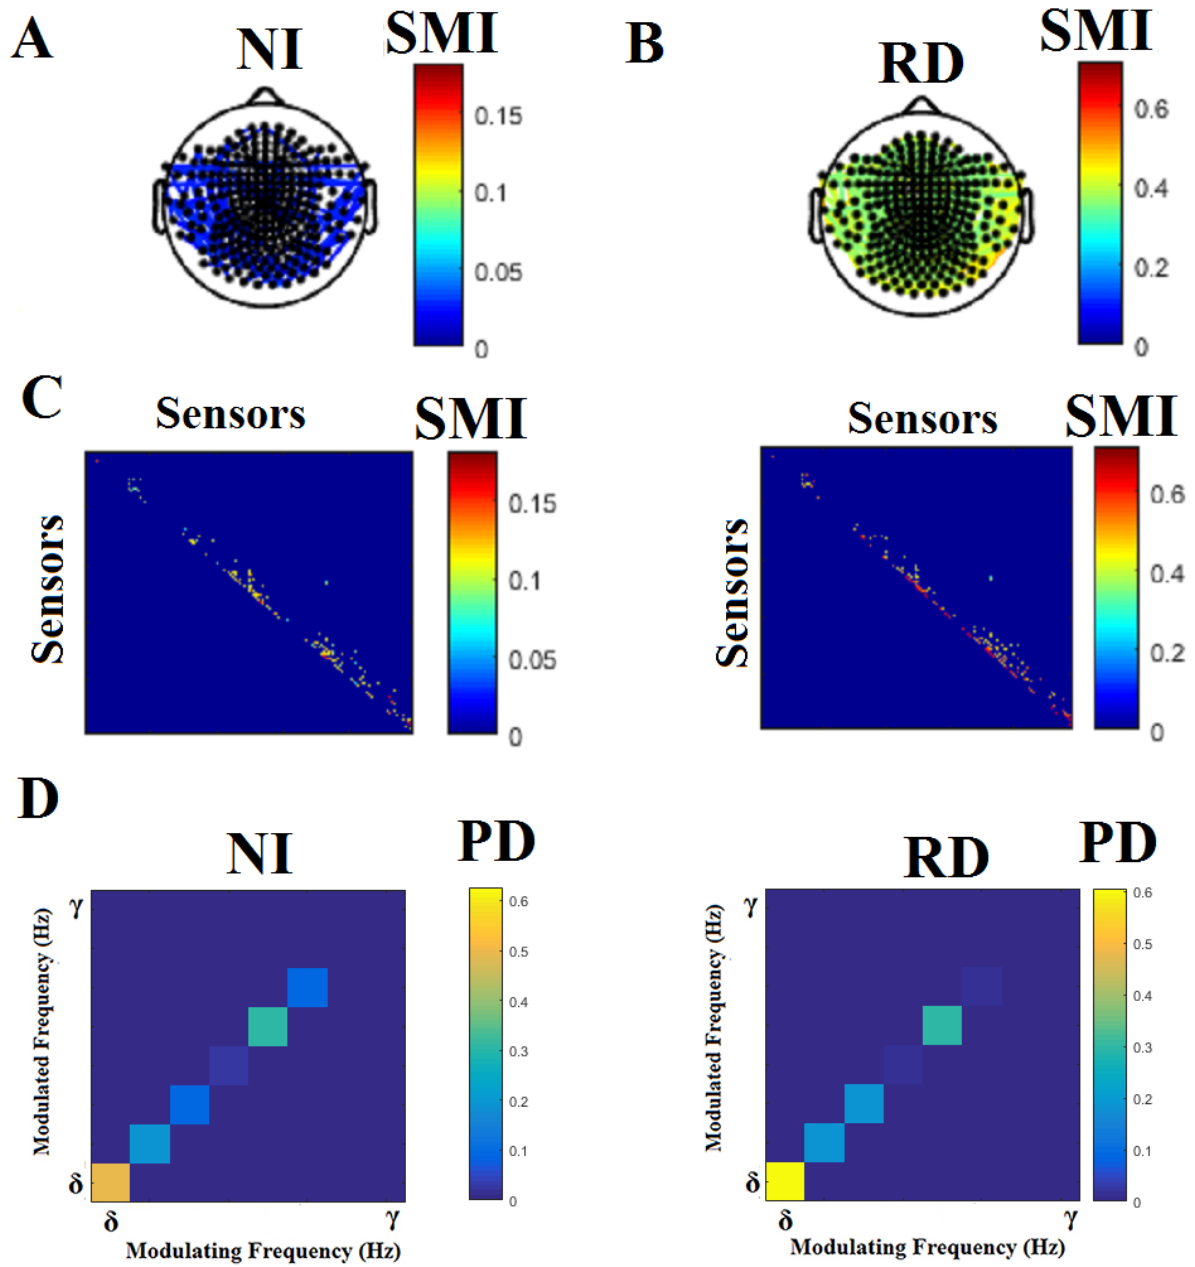 A
NI
SMI
0.15
0.1
0.05
0
B
RD
SMI
0.6
0.4
0.2
0
C
Sensors
SMI
Sensors
0.15
0.1
0.05
0
Sensors
SMI
Sensors
0.6
0.4
0.2
0
D
NI
PD
γ
Modulated Frequency (Hz)
δ
0.6
0.5
0.4
0.3
0.2
0.1
0
δ
γ
Modulating Frequency (Hz)
RD
PD
γ
Modulated Frequency (Hz)
δ
0.6
0.5
0.4
0.3
0.2
0.1
0
δ
γ
Modulating Frequency (Hz)